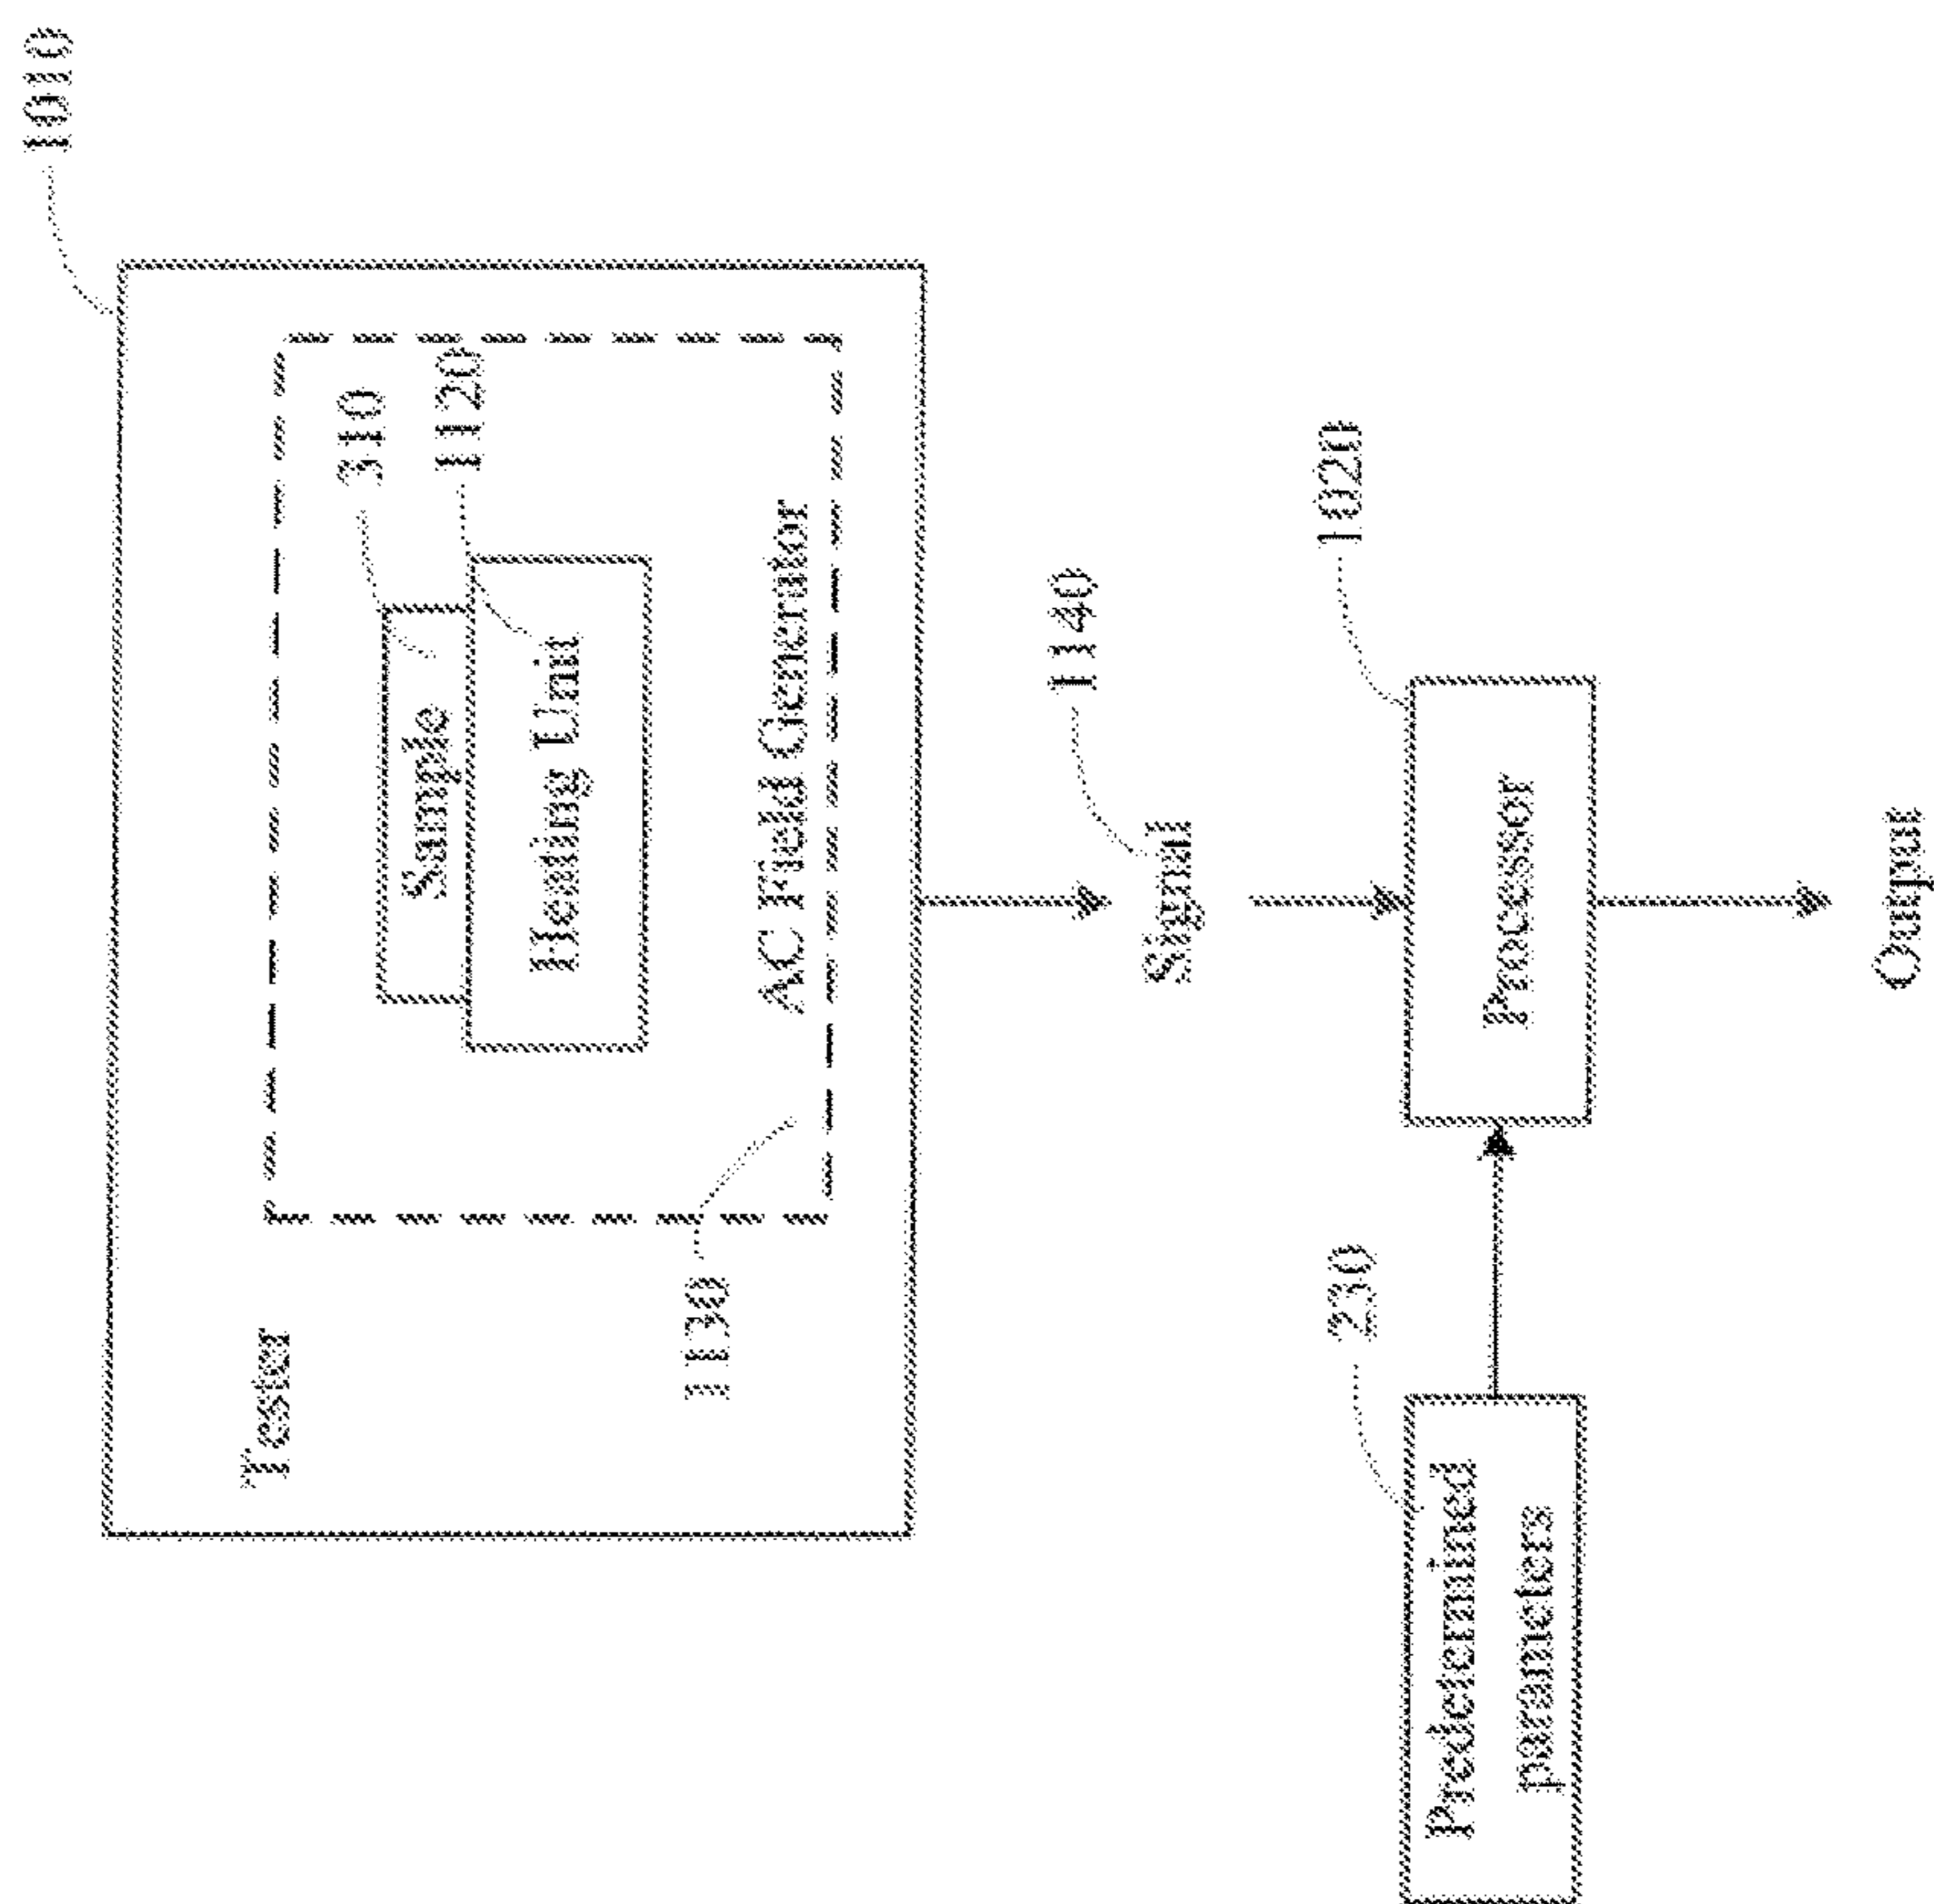 1010
Tester
310
Sample
1120
Heating Unit
AC Field Generator
1130
1140
Signal
1020
Processor
230
Predetermined
parameters
Output